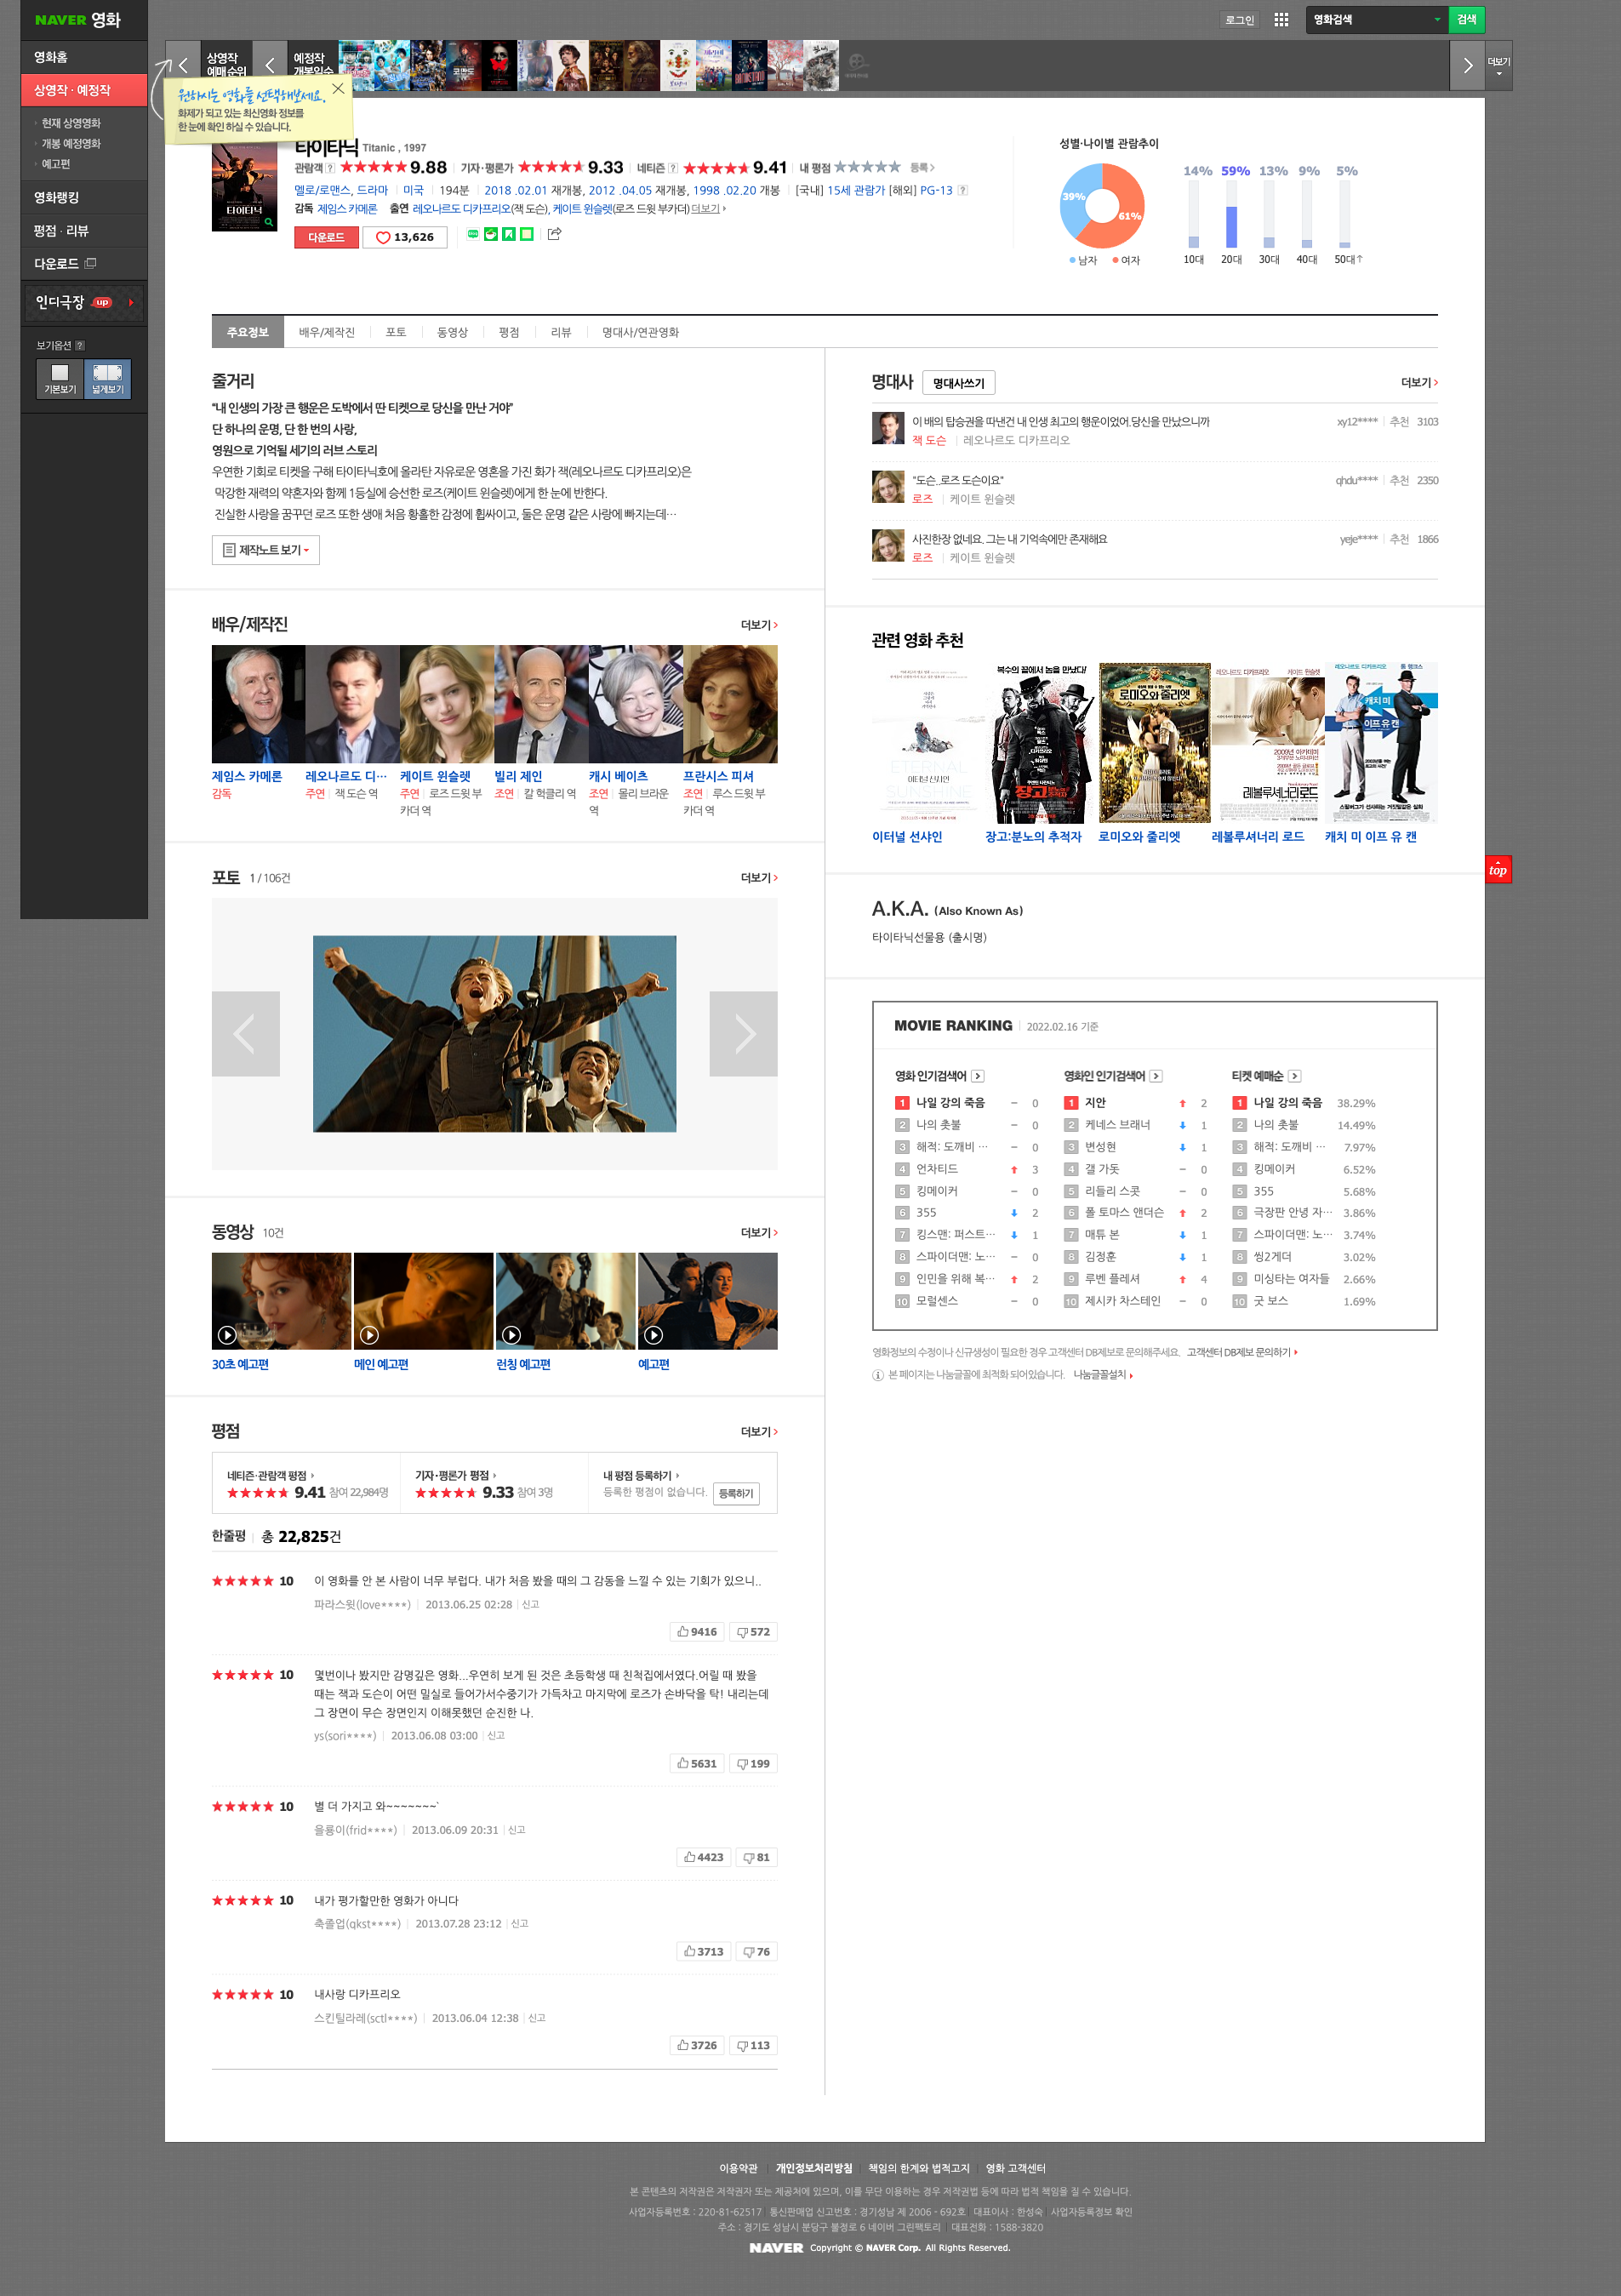 NAVER 영화
로그인
영화검색
검색
영화홈
상영작 · 예정작
현재 상영영화
개봉 예정영화
예고편
영화랭킹
평점 · 리뷰
다운로드
인디극장 up
보기옵션 ?
기본보기
넓게보기
상영작
예매순위
예정작
개봉일순
더보기
원하시는 영화를 선택해보세요.
화제가 되고 있는 최신영화 정보를
한 눈에 확인 하실 수 있습니다.
타이타닉 Titanic , 1997
관람객 ? 9.88 기자·평론가 9.33 네티즌 ? 9.41 내 평점 등록
멜로/로맨스, 드라마 미국 194분 2018 .02.01 재개봉, 2012 .04.05 재개봉, 1998 .02.20 개봉 [국내] 15세 관람가 [해외] PG-13 ?
감독 제임스 카메론 출연 레오나르도 디카프리오(잭 도슨), 케이트 윈슬렛(로즈 드윗 부카더) 더보기
다운로드 13,626
타이타닉
성별·나이별 관람추이
39%
61%
남자 여자
14% 59% 13% 9% 5%
10대 20대 30대 40대 50대↑
주요정보 배우/제작진 포토 동영상 평점 리뷰 명대사/연관영화
줄거리
“내 인생의 가장 큰 행운은 도박에서 딴 티켓으로 당신을 만난 거야”
단 하나의 운명, 단 한 번의 사랑,
영원으로 기억될 세기의 러브 스토리
우연한 기회로 티켓을 구해 타이타닉호에 올라탄 자유로운 영혼을 가진 화가 잭(레오나르도 디카프리오)은
막강한 재력의 약혼자와 함께 1등실에 승선한 로즈(케이트 윈슬렛)에게 한 눈에 반한다.
진실한 사랑을 꿈꾸던 로즈 또한 생애 처음 황홀한 감정에 휩싸이고, 둘은 운명 같은 사랑에 빠지는데…
제작노트 보기
배우/제작진
더보기
제임스 카메론
감독
레오나르도 디…
주연 잭 도슨 역
케이트 윈슬렛
주연 로즈 드윗 부
카더 역
빌리 제인
조연 칼 헉클리 역
캐시 베이츠
조연 몰리 브라운
역
프란시스 피셔
조연 루스 드윗 부
카더 역
포토 1 / 106건
더보기
동영상 10건
더보기
30초 예고편
메인 예고편
런칭 예고편
예고편
평점
더보기
네티즌·관람객 평점
9.41 참여 22,984명
기자·평론가 평점
9.33 참여 3명
내 평점 등록하기
등록한 평점이 없습니다. 등록하기
한줄평 총 22,825건
10 이 영화를 안 본 사람이 너무 부럽다. 내가 처음 봤을 때의 그 감동을 느낄 수 있는 기회가 있으니..
파라스윗(love****) 2013.06.25 02:28 신고
9416 572
10 몇번이나 봤지만 감명깊은 영화...우연히 보게 된 것은 초등학생 때 친척집에서였다.어릴 때 봤을
때는 잭과 도슨이 어떤 밀실로 들어가서수중기가 가득차고 마지막에 로즈가 손바닥을 탁! 내리는데
그 장면이 무슨 장면인지 이해못했던 순진한 나.
ys(sori****) 2013.06.08 03:00 신고
5631 199
10 별 더 가지고 와~~~~~~~`
을룡이(frid****) 2013.06.09 20:31 신고
4423 81
10 내가 평가할만한 영화가 아니다
축졸업(qkst****) 2013.07.28 23:12 신고
3713 76
10 내사랑 디카프리오
스킨틸라레(sctl****) 2013.06.04 12:38 신고
3726 113
명대사 명대사쓰기
더보기
이 배의 탑승권을 따낸건 내 인생 최고의 행운이었어.당신을 만났으니까
xy12**** 추천 3103
잭 도슨 레오나르도 디카프리오
"도슨..로즈 도슨이요"
qhdu**** 추천 2350
로즈 케이트 윈슬렛
사진한장 없네요. 그는 내 기억속에만 존재해요
yeje**** 추천 1866
로즈 케이트 윈슬렛
관련 영화 추천
ETERNAL
이터널 선샤인
SUNSHINE
복수의 끝에서 놈을 만났다!
장고
로미오와 줄리엣
레오나르도 디카프리오 케이트 윈슬렛
레볼루셔너리 로드
레오나르도 디카프리오 톰 행크스
캐치 미
이프 유 캔
이터널 선샤인
장고:분노의 추적자
로미오와 줄리엣
레볼루셔너리 로드
캐치 미 이프 유 캔
top
A.K.A. (Also Known As)
타이타닉선물용 (출시명)
MOVIE RANKING 2022.02.16 기준
영화 인기검색어
1 나일 강의 죽음 0
2 나의 촛불 0
3 해적: 도깨비 … 0
4 언차티드 3
5 킹메이커 0
6 355 2
7 킹스맨: 퍼스트… 1
8 스파이더맨: 노… 0
9 인민을 위해 복… 2
10 모럴센스 0
영화인 인기검색어
1 지안 2
2 케네스 브래너 1
3 변성현 1
4 갤 가돗 0
5 리들리 스콧 0
6 폴 토마스 앤더슨 2
7 매튜 본 1
8 김정훈 1
9 루벤 플레셔 4
10 제시카 차스테인 0
티켓 예매순
1 나일 강의 죽음 38.29%
2 나의 촛불 14.49%
3 해적: 도깨비 … 7.97%
4 킹메이커 6.52%
5 355 5.68%
6 극장판 안녕 자… 3.86%
7 스파이더맨: 노… 3.74%
8 씽2게더 3.02%
9 미싱타는 여자들 2.66%
10 굿 보스 1.69%
영화정보의 수정이나 신규생성이 필요한 경우 고객센터 DB제보로 문의해주세요. 고객센터 DB제보 문의하기
본 페이지는 나눔글꼴에 최적화 되어있습니다. 나눔글꼴설치
이용약관 개인정보처리방침 책임의 한계와 법적고지 영화 고객센터
본 콘텐츠의 저작권은 저작권자 또는 제공처에 있으며, 이를 무단 이용하는 경우 저작권법 등에 따라 법적 책임을 질 수 있습니다.
사업자등록번호 : 220-81-62517 통신판매업 신고번호 : 경기성남 제 2006 - 692호 대표이사 : 한성숙 사업자등록정보 확인
주소 : 경기도 성남시 분당구 불정로 6 네이버 그린팩토리 대표전화 : 1588-3820
NAVER Copyright © NAVER Corp. All Rights Reserved.